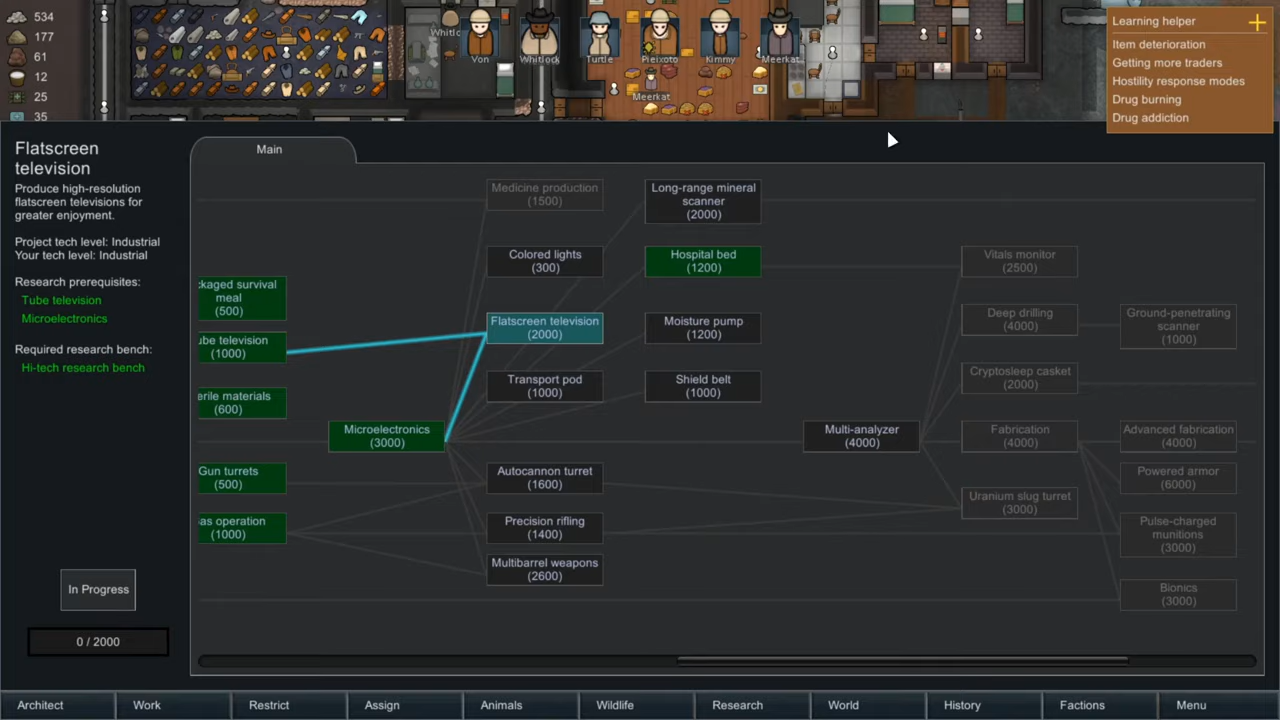 534
177
61
12
25
35
Whitlo
Von
Whitlock
Turtle
Pieixoto
Kimmy
Meerkat
Meerkat
Learning helper
Item deterioration
Getting more traders
Hostility response modes
Drug burning
Drug addiction
Flatscreen
television
Produce high-resolution
flatscreen televisions for
greater enjoyment.
Project tech level: Industrial
Your tech level: Industrial
Research prerequisites:
Tube television
Microelectronics
Required research bench:
Hi-tech research bench
In Progress
0 / 2000
Main
Medicine production
(1500)
Long-range mineral
scanner
(2000)
Colored lights
(300)
Hospital bed
(1200)
Vitals monitor
(2500)
ckaged survival
meal
(500)
Flatscreen television
(2000)
Moisture pump
(1200)
Deep drilling
(4000)
Ground-penetrating
scanner
(1000)
ube television
(1000)
Transport pod
(1000)
Shield belt
(1000)
Cryptosleep casket
(2000)
erile materials
(600)
Microelectronics
(3000)
Multi-analyzer
(4000)
Fabrication
(4000)
Advanced fabrication
(4000)
Gun turrets
(500)
Autocannon turret
(1600)
Powered armor
(6000)
Uranium slug turret
(3000)
as operation
(1000)
Precision rifling
(1400)
Pulse-charged
munitions
(3000)
Multibarrel weapons
(2600)
Bionics
(3000)
Architect
Work
Restrict
Assign
Animals
Wildlife
Research
World
History
Factions
Menu